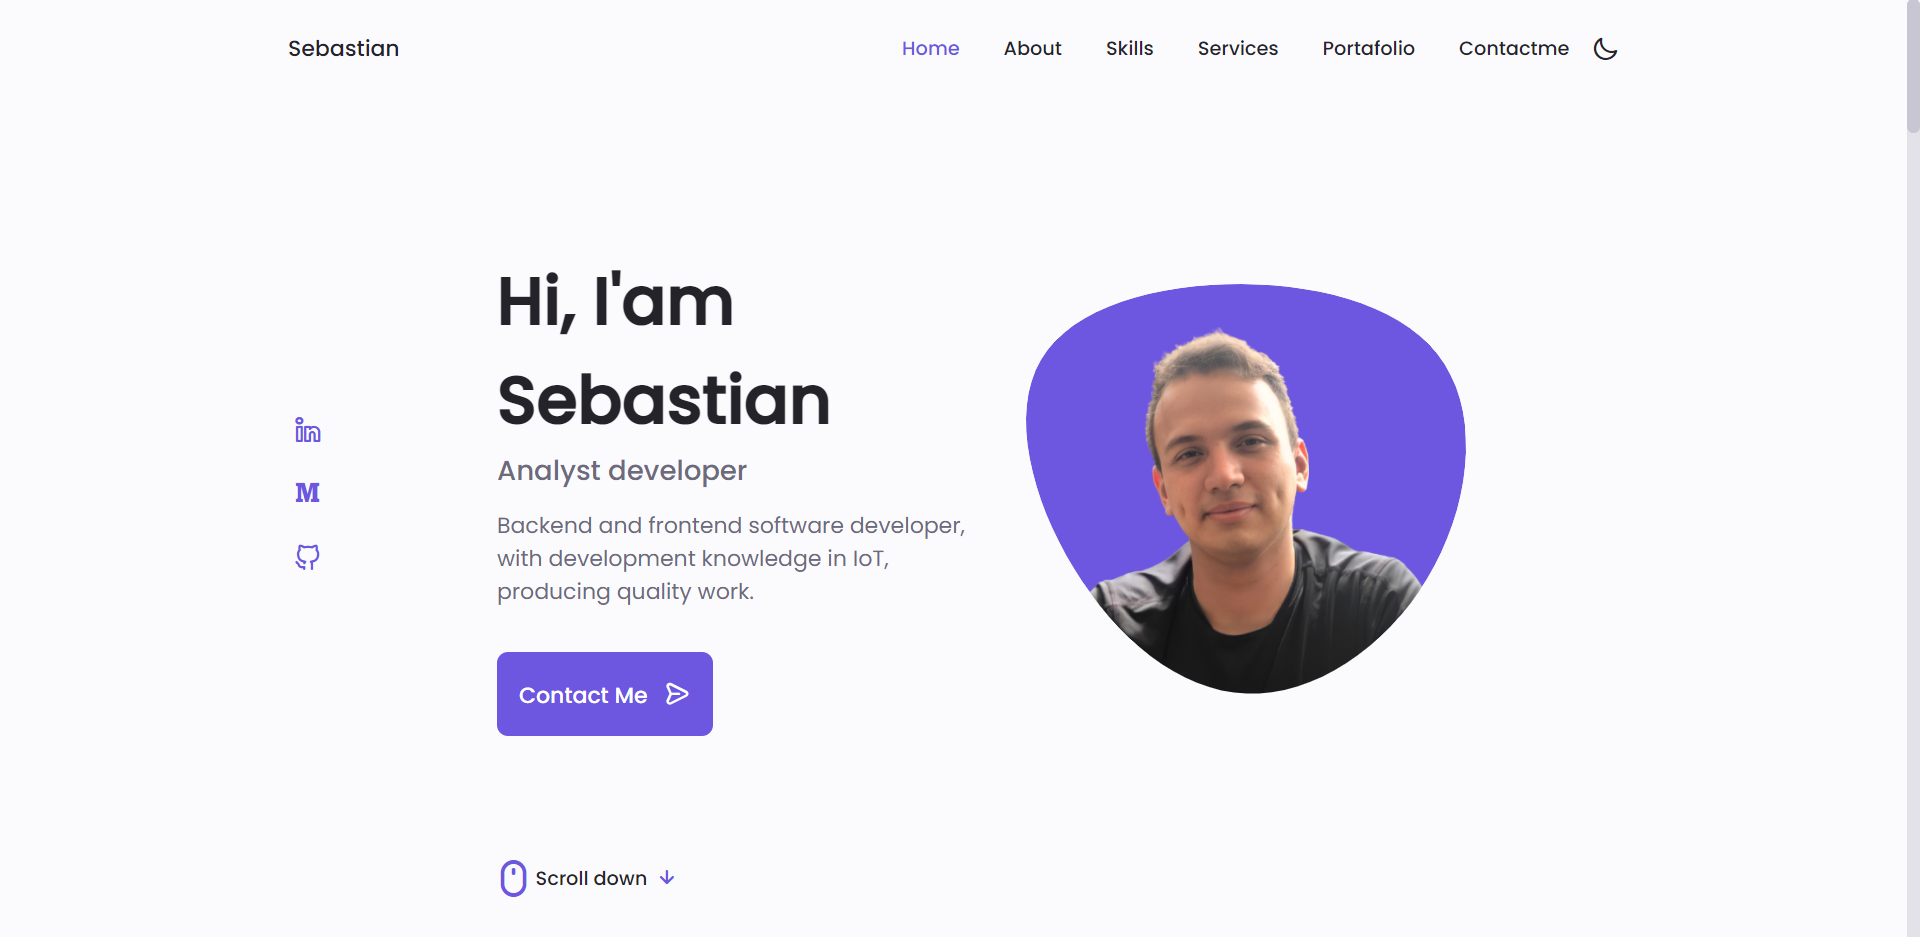 Sebastian
Home About Skills Services Portafolio Contactme
Hi, I'am
Sebastian
Analyst developer
Backend and frontend software developer,
with development knowledge in IoT,
producing quality work.
Contact Me
Scroll down